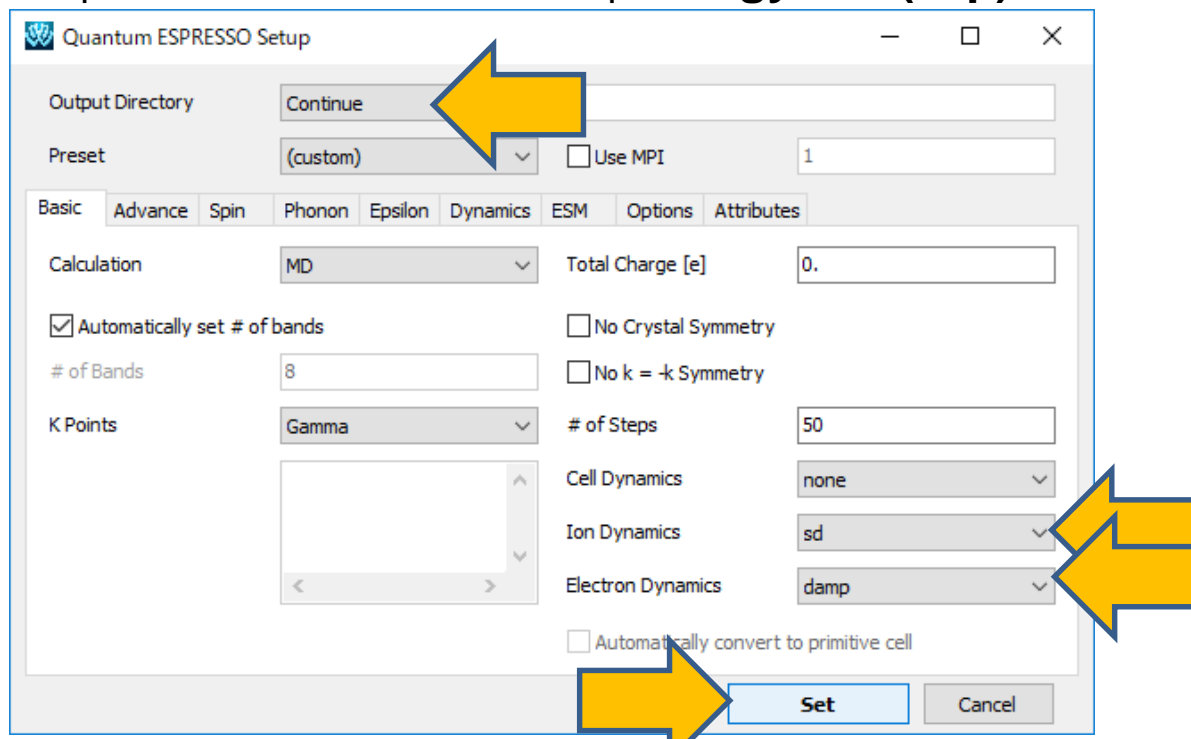 Quantum ESPRESSO Setup
Output Directory Continue
Preset (custom) Use MPI 1
Basic Advance Spin Phonon Epsilon Dynamics ESM Options Attributes
Calculation MD Total Charge [e] 0.
Automatically set # of bands No Crystal Symmetry
# of Bands 8 No k = -k Symmetry
K Points Gamma # of Steps 50
Cell Dynamics none
Ion Dynamics sd
Electron Dynamics damp
Automatically convert to primitive cell
Set Cancel